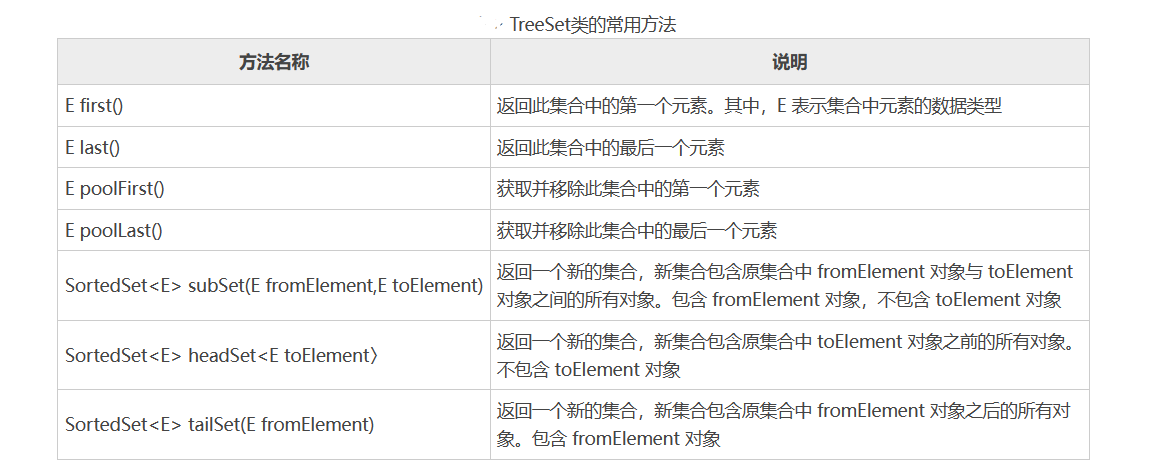 TreeSet类的常用方法
方法名称 说明
E first() 返回此集合中的第一个元素。其中，E 表示集合中元素的数据类型
E last() 返回此集合中的最后一个元素
E poolFirst() 获取并移除此集合中的第一个元素
E poolLast() 获取并移除此集合中的最后一个元素
SortedSet<E> subSet(E fromElement,E toElement) 返回一个新的集合，新集合包含原集合中 fromElement 对象与 toElement
对象之间的所有对象。包含 fromElement 对象，不包含 toElement 对象
SortedSet<E> headSet<E toElement〉 返回一个新的集合，新集合包含原集合中 toElement 对象之前的所有对象。
不包含 toElement 对象
SortedSet<E> tailSet(E fromElement) 返回一个新的集合，新集合包含原集合中 fromElement 对象之后的所有对
象。包含 fromElement 对象